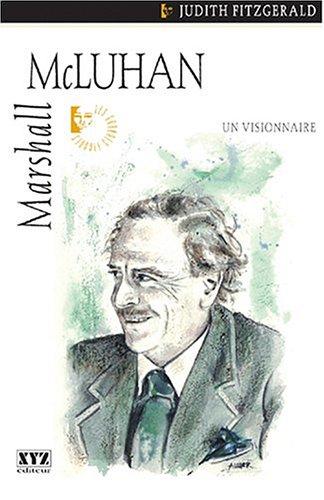 JUDITH FITZGERALD
Marshall
McLUHAN
UN VISIONNAIRE
XYZ
éditeur